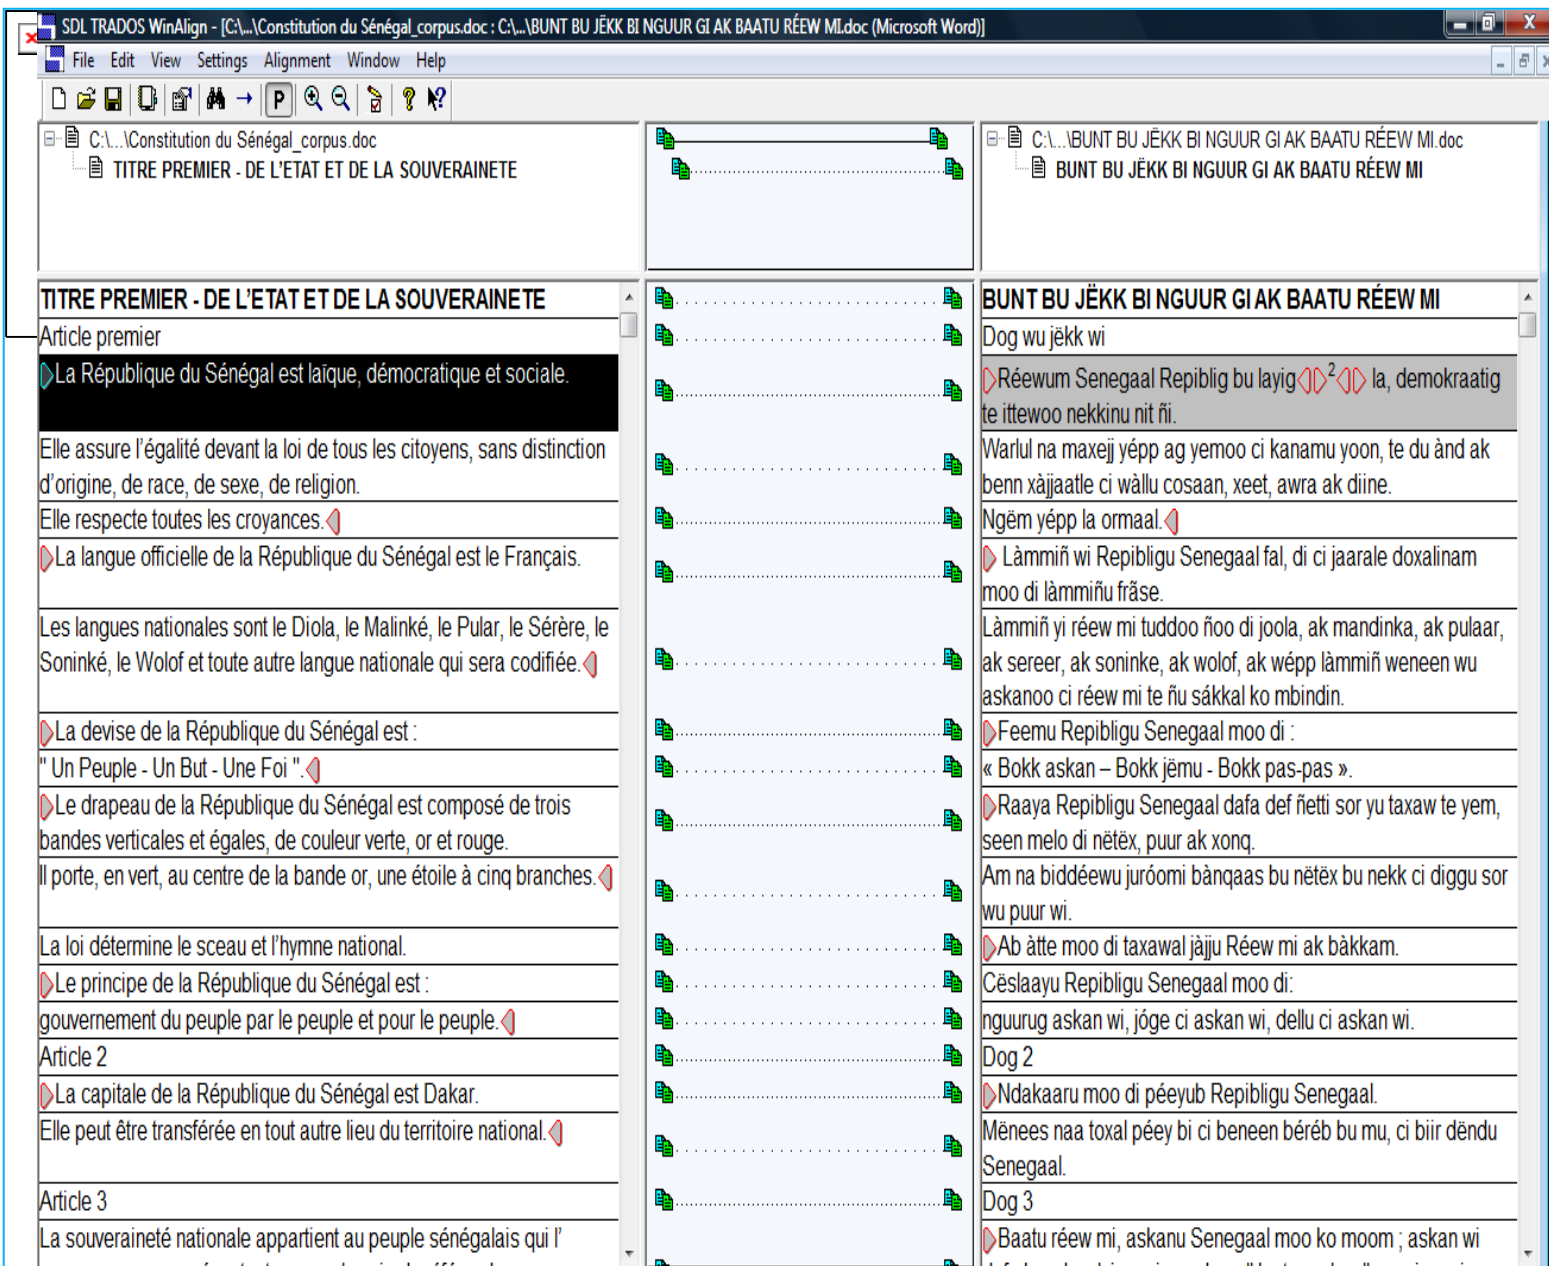 SDL TRADOS WinAlign - [C:\...\Constitution du Sénégal_corpus.doc : C:\...\BUNT BU JËKK BI NGUUR GI AK BAATU RÉEW MI.doc (Microsoft Word)]
File Edit View Settings Alignment Window Help
P
C:\...\Constitution du Sénégal_corpus.doc
TITRE PREMIER - DE L'ETAT ET DE LA SOUVERAINETE
C:\...\BUNT BU JËKK BI NGUUR GI AK BAATU RÉEW MI.doc
BUNT BU JËKK BI NGUUR GI AK BAATU RÉEW MI
TITRE PREMIER - DE L'ETAT ET DE LA SOUVERAINETE
Article premier
La République du Sénégal est laïque, démocratique et sociale.
Elle assure l'égalité devant la loi de tous les citoyens, sans distinction
d'origine, de race, de sexe, de religion.
Elle respecte toutes les croyances.
La langue officielle de la République du Sénégal est le Français.
Les langues nationales sont le Diola, le Malinké, le Pular, le Sérère, le
Soninké, le Wolof et toute autre langue nationale qui sera codifiée.
La devise de la République du Sénégal est :
" Un Peuple - Un But - Une Foi ".
Le drapeau de la République du Sénégal est composé de trois
bandes verticales et égales, de couleur verte, or et rouge.
Il porte, en vert, au centre de la bande or, une étoile à cinq branches.
La loi détermine le sceau et l'hymne national.
Le principe de la République du Sénégal est :
gouvernement du peuple par le peuple et pour le peuple.
Article 2
La capitale de la République du Sénégal est Dakar.
Elle peut être transférée en tout autre lieu du territoire national.
Article 3
La souveraineté nationale appartient au peuple sénégalais qui l'
BUNT BU JËKK BI NGUUR GI AK BAATU RÉEW MI
Dog wu jëkk wi
Réewum Senegaal Repiblig bu layig 2 la, demokraatig
te ittewoo nekkinu nit ñi.
Warlul na maxejj yépp ag yemoo ci kanamu yoon, te du ànd ak
benn xàjjaatle ci wàllu cosaan, xeet, awra ak diine.
Ngëm yépp la ormaal.
Làmmiñ wi Repibligu Senegaal fal, di ci jaarale doxalinam
moo di làmmiñu frãse.
Làmmiñ yi réew mi tuddoo ñoo di joola, ak mandinka, ak pulaar,
ak sereer, ak soninke, ak wolof, ak wépp làmmiñ weneen wu
askanoo ci réew mi te ñu sákkal ko mbindin.
Feemu Repibligu Senegaal moo di :
« Bokk askan – Bokk jëmu - Bokk pas-pas ».
Raaya Repibligu Senegaal dafa def ñetti sor yu taxaw te yem,
seen melo di nëtëx, puur ak xonq.
Am na biddéewu juróomi bànqaas bu nëtëx bu nekk ci diggu sor
wu puur wi.
Ab àtte moo di taxawal jàjju Réew mi ak bàkkam.
Cëslaayu Repibligu Senegaal moo di:
nguurug askan wi, jóge ci askan wi, dellu ci askan wi.
Dog 2
Ndakaaru moo di péeyub Repibligu Senegaal.
Mënees naa toxal péey bi ci beneen béréb bu mu, ci biir dëndu
Senegaal.
Dog 3
Baatu réew mi, askanu Senegaal moo ko moom ; askan wi